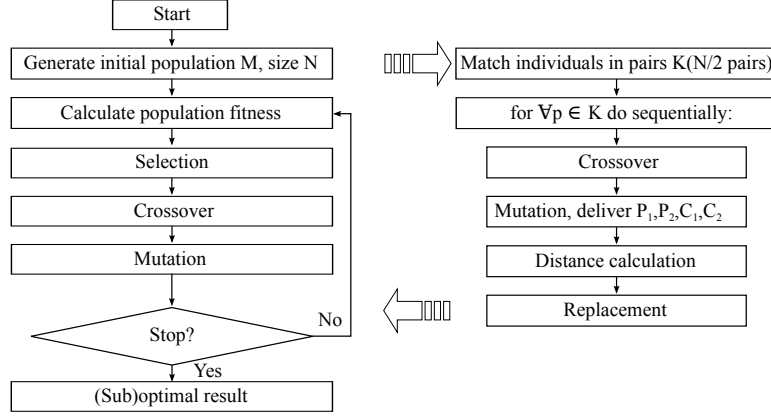 Start
Generate initial population M, size N
Calculate population fitness
Selection
Crossover
Mutation
Stop?
No
Yes
(Sub)optimal result
Match individuals in pairs K(N/2 pairs)
for ∀p ∈ K do sequentially:
Crossover
Mutation, deliver P₁,P₂,C₁,C₂
Distance calculation
Replacement